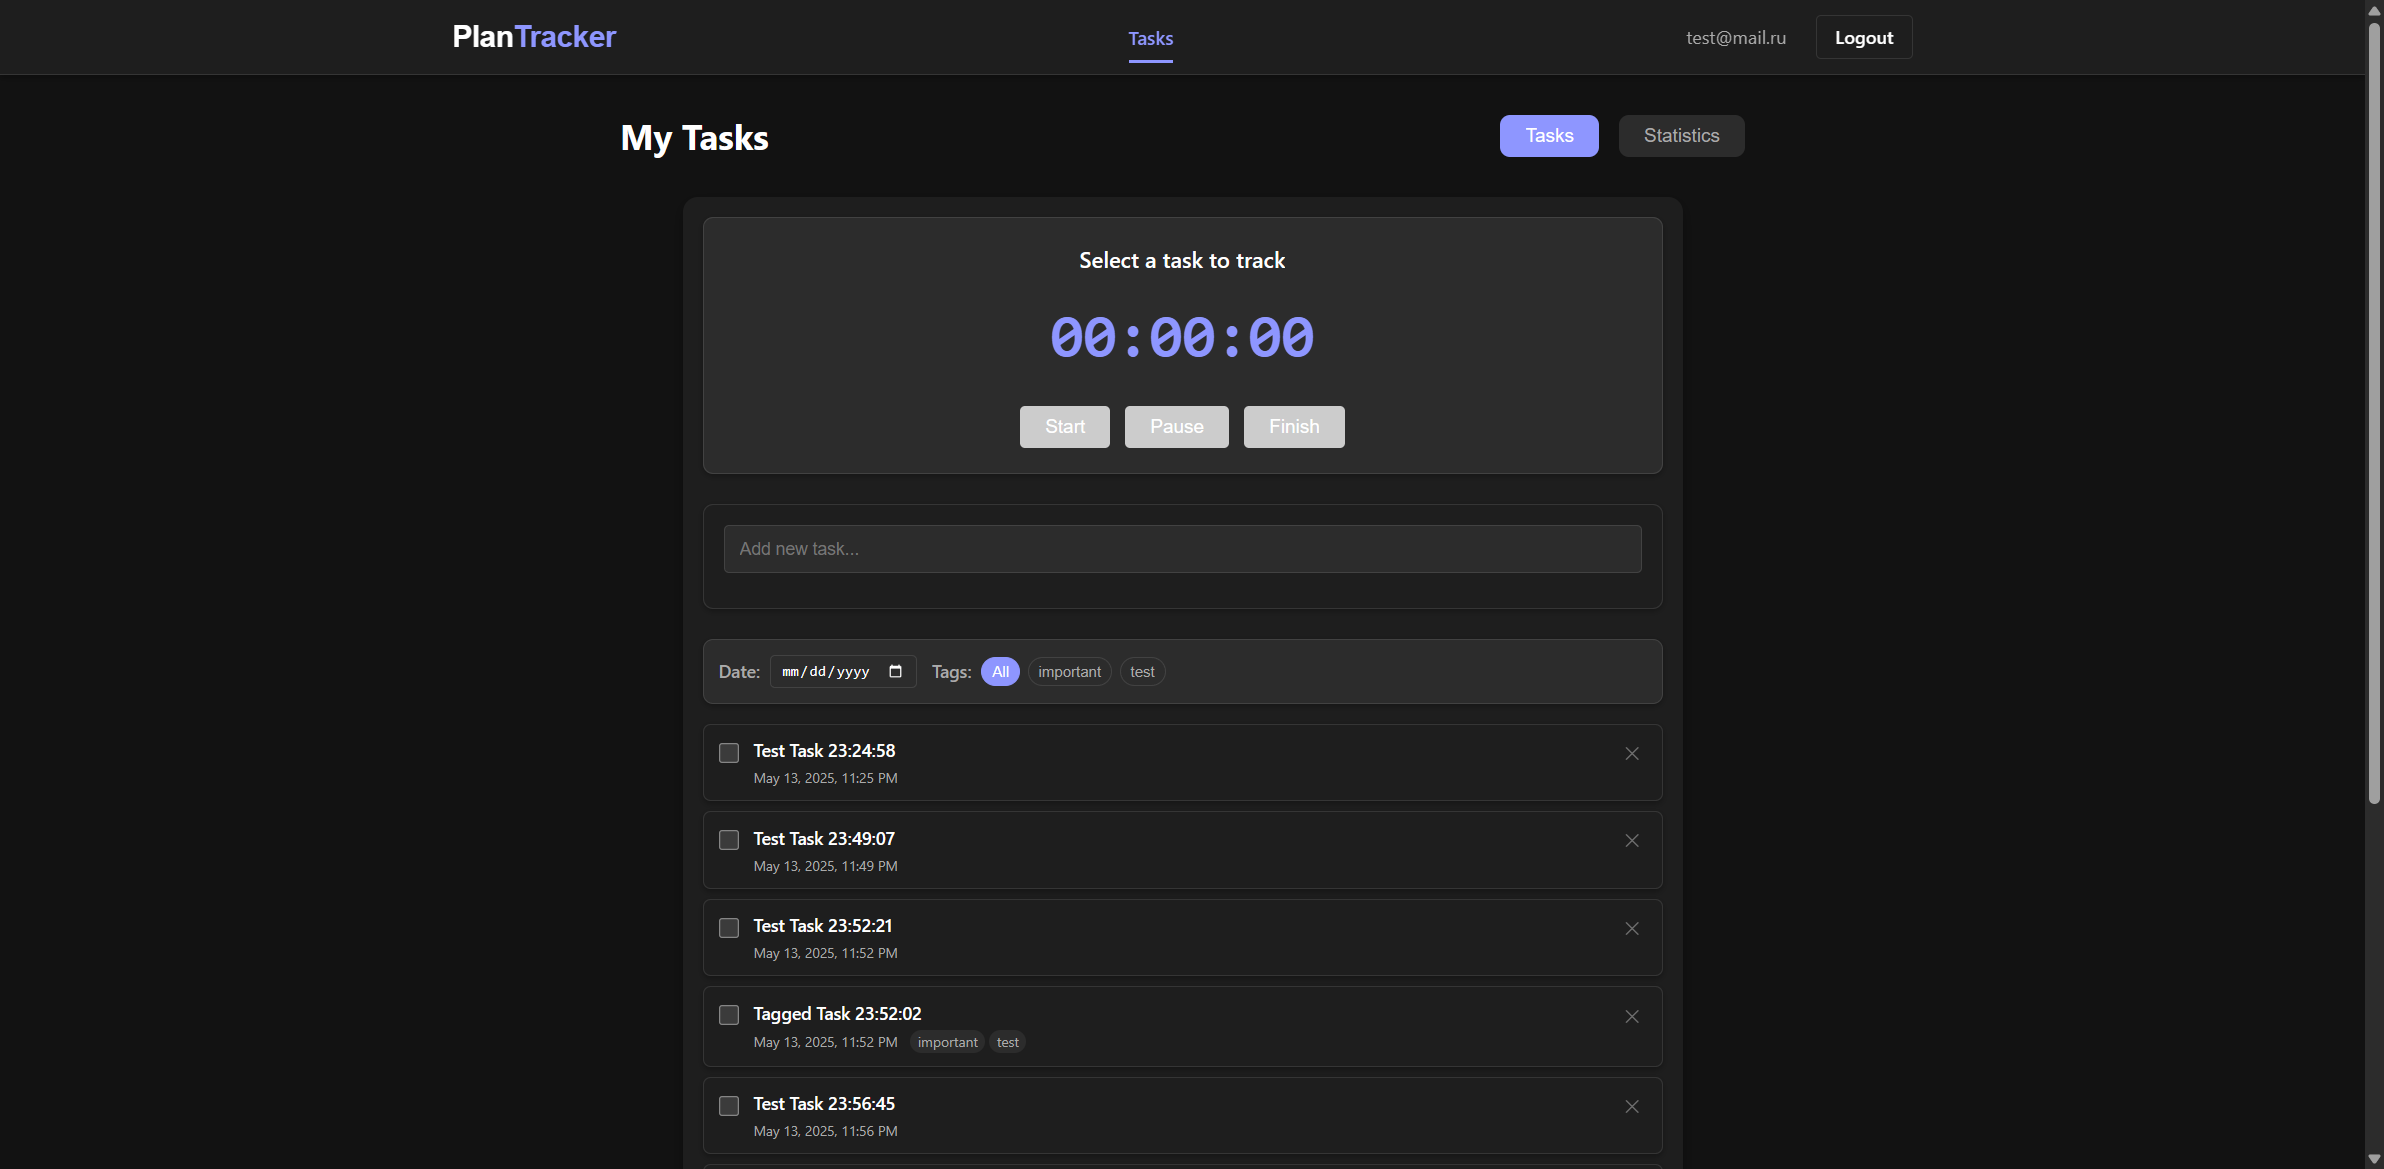 PlanTracker
Tasks
test@mail.ru
Logout
My Tasks
Tasks
Statistics
Select a task to track
00:00:00
Start
Pause
Finish
Add new task...
Date: mm/dd/yyyy Tags: All important test
Test Task 23:24:58
May 13, 2025, 11:25 PM
Test Task 23:49:07
May 13, 2025, 11:49 PM
Test Task 23:52:21
May 13, 2025, 11:52 PM
Tagged Task 23:52:02
May 13, 2025, 11:52 PM important test
Test Task 23:56:45
May 13, 2025, 11:56 PM